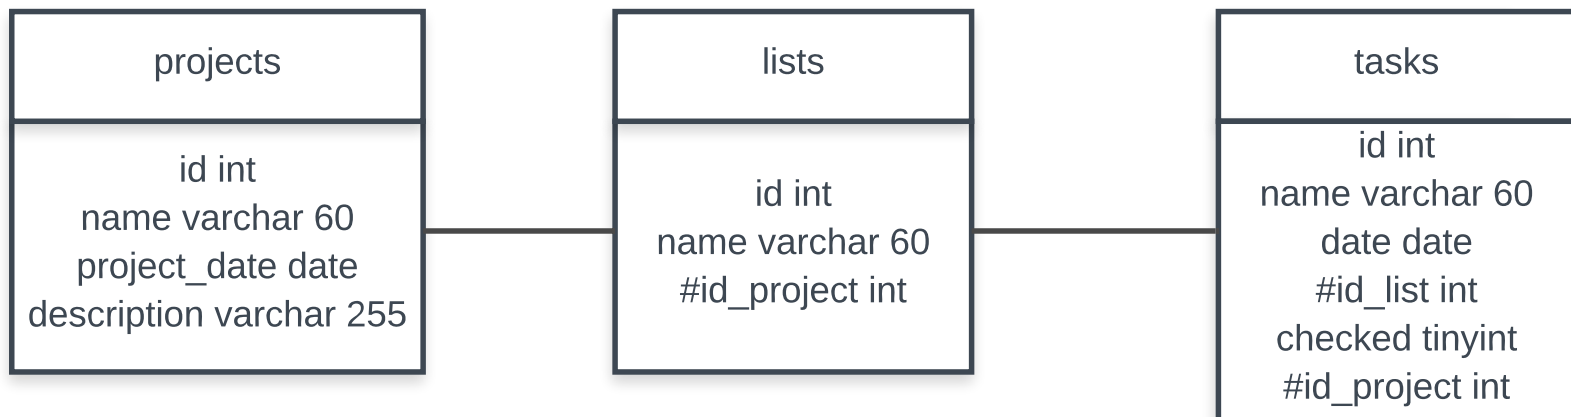 projects
id int
name varchar 60
project_date date
description varchar 255
lists
id int
name varchar 60
#id_project int
tasks
id int
name varchar 60
date date
#id_list int
checked tinyint
#id_project int